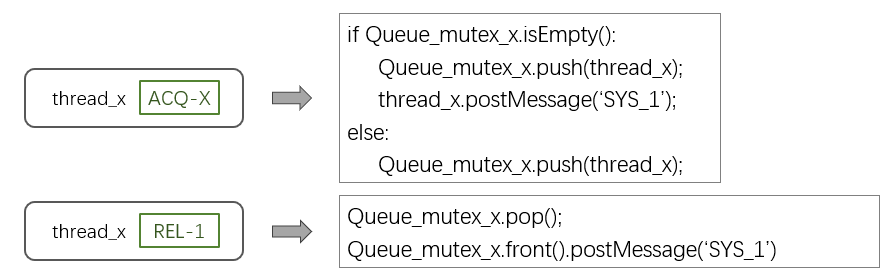 thread_x ACQ-X
if Queue_mutex_x.isEmpty():
Queue_mutex_x.push(thread_x);
thread_x.postMessage(‘SYS_1’);
else:
Queue_mutex_x.push(thread_x);
thread_x REL-1
Queue_mutex_x.pop();
Queue_mutex_x.front().postMessage(‘SYS_1’)